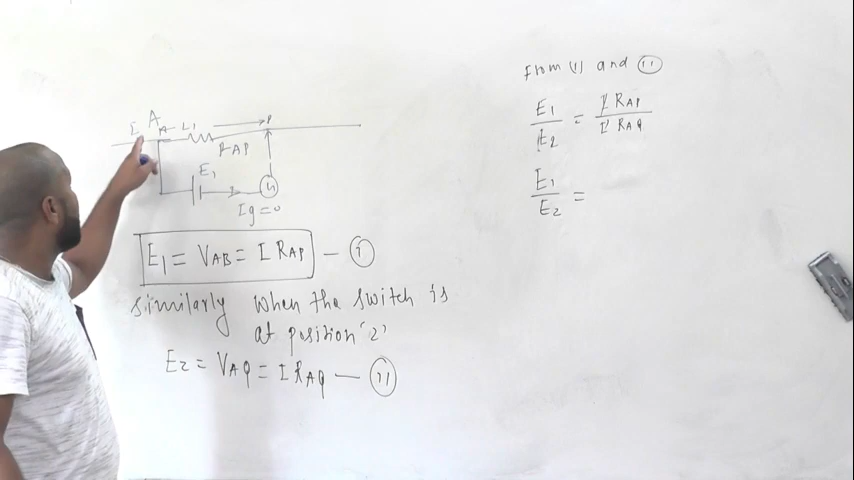 I A L₁ P
RAP
E₁
G
Ig=0
E₁ = VAB = I RAP — (i)
similarly when the switch is
at position '2'
E₂ = VAQ = I RAQ — (ii)
From (i) and (ii)
E₁/E₂ = I RAP/I RAQ
E₁/E₂ =